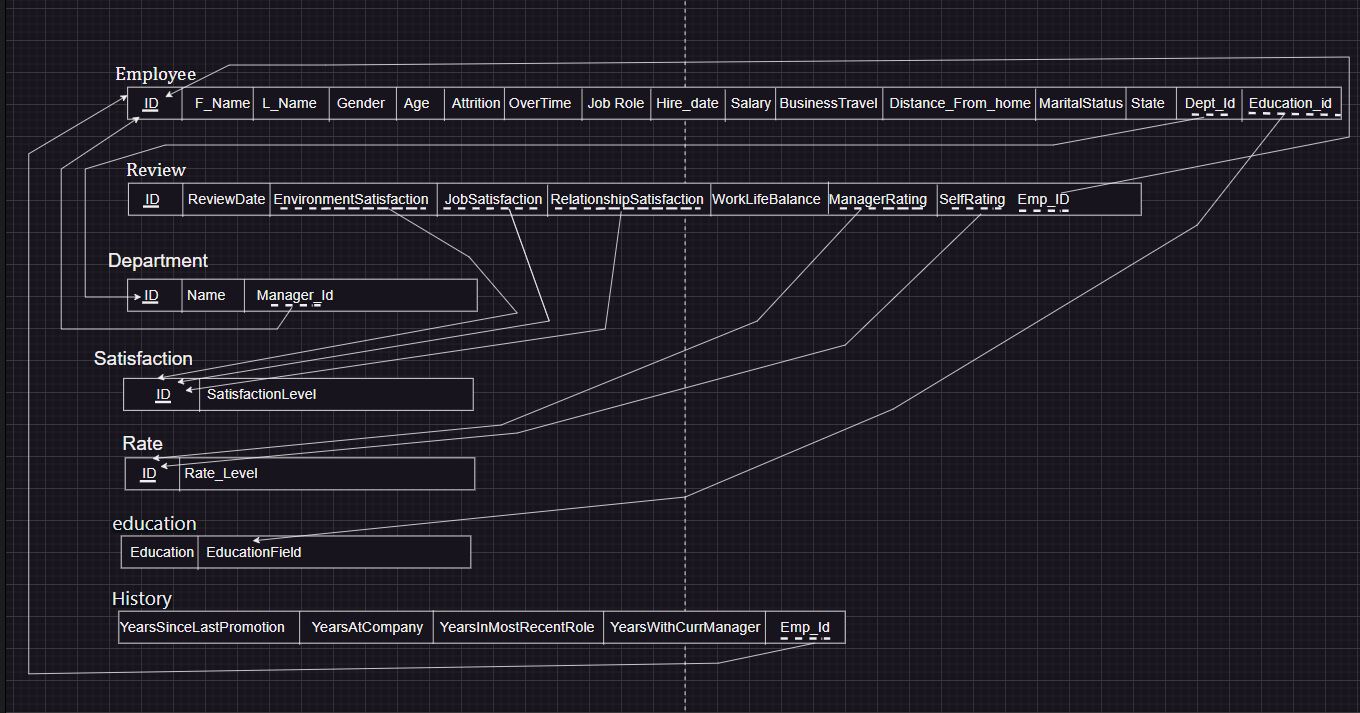 Employee
ID F_Name L_Name Gender Age Attrition OverTime Job Role Hire_date Salary BusinessTravel Distance_From_home MaritalStatus State Dept_Id Education_id
Review
ID ReviewDate EnvironmentSatisfaction JobSatisfaction RelationshipSatisfaction WorkLifeBalance ManagerRating SelfRating Emp_ID
Department
ID Name Manager_Id
Satisfaction
ID SatisfactionLevel
Rate
ID Rate_Level
education
Education EducationField
History
YearsSinceLastPromotion YearsAtCompany YearsInMostRecentRole YearsWithCurrManager Emp_Id